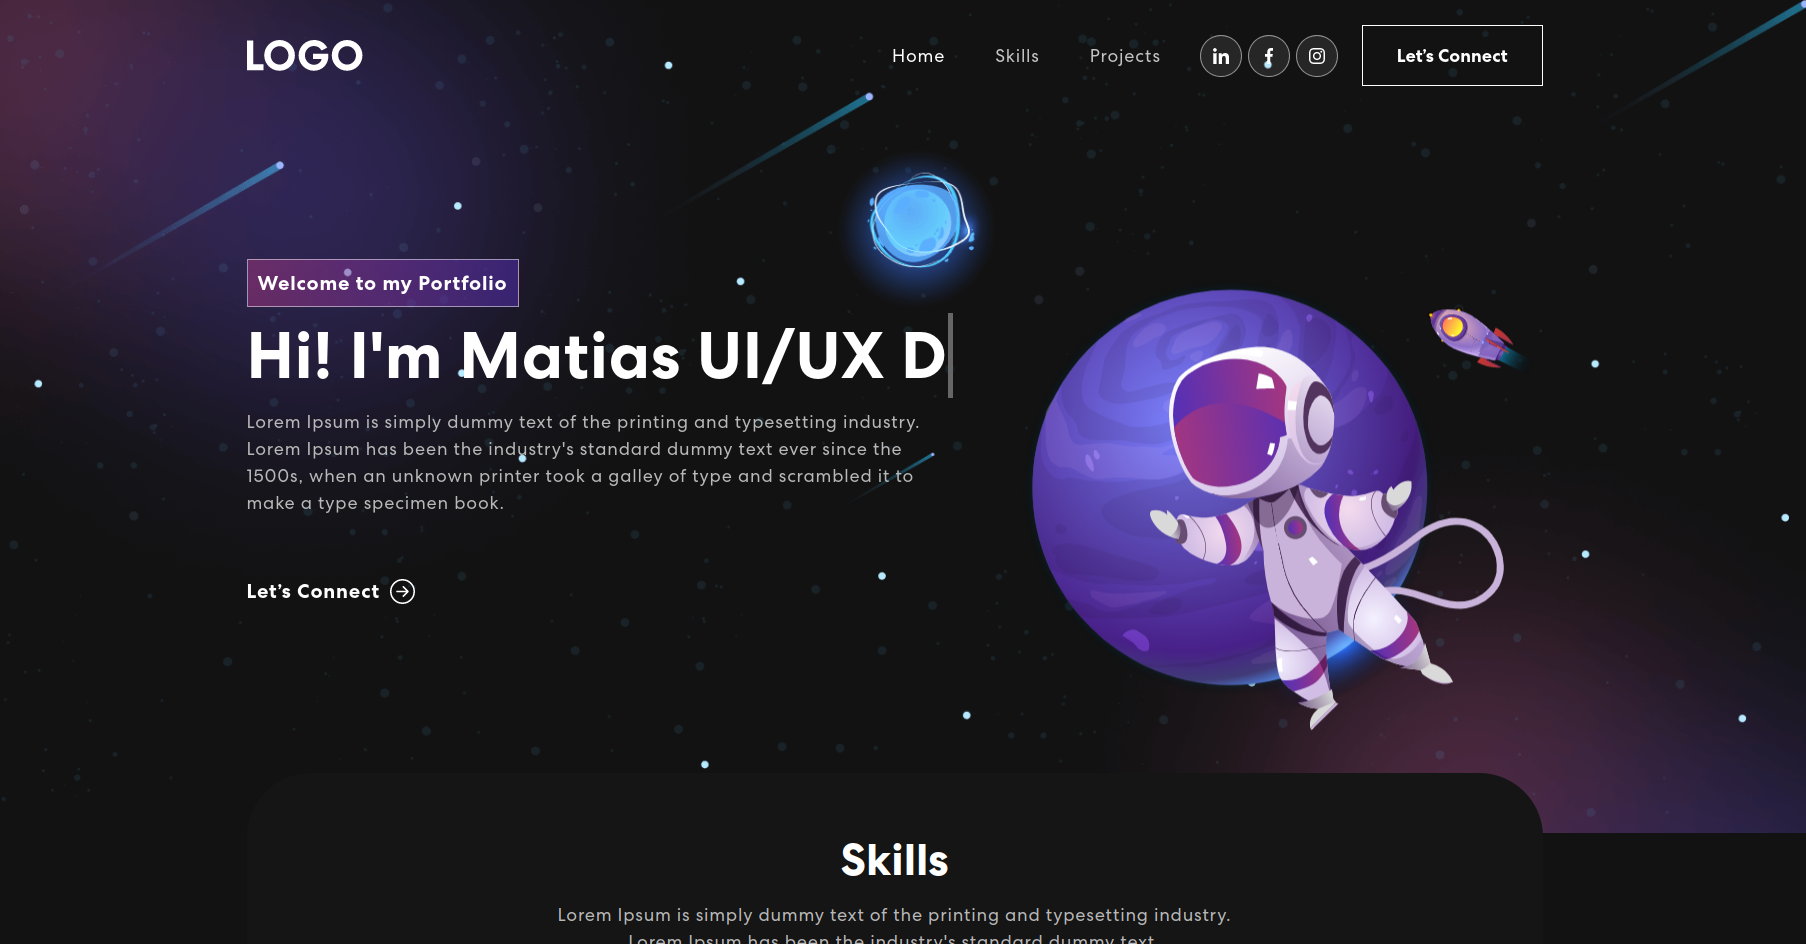 LOGO
Home
Skills
Projects
in
f
Let's Connect
Welcome to my Portfolio
Hi! I'm Matias UI/UX D
Lorem Ipsum is simply dummy text of the printing and typesetting industry.
Lorem Ipsum has been the industry's standard dummy text ever since the
1500s, when an unknown printer took a galley of type and scrambled it to
make a type specimen book.
Let's Connect
Skills
Lorem Ipsum is simply dummy text of the printing and typesetting industry.
Lorem Ipsum has been the industry's standard dummy text